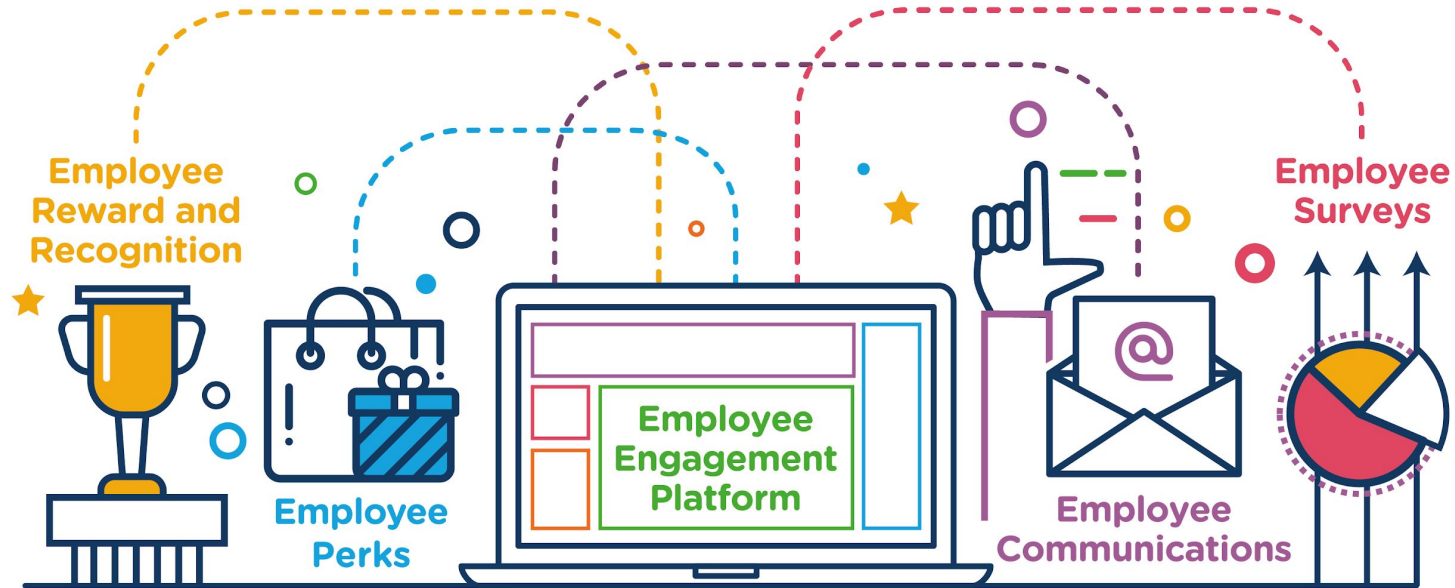 Employee
Reward and
Recognition
Employee
Perks
Employee
Engagement
Platform
@
Employee
Communications
Employee
Surveys